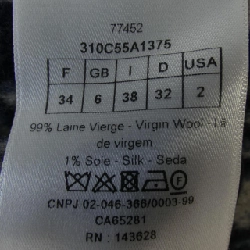 77452
310C55A1375
F GB I D USA
34 6 38 32 2
99% Laine Vierge - Virgin Wool - Lã
de virgem
1% Soie - Silk - Seda
CNPJ 02-046-366/0003-99
CA65281
RN : 143628